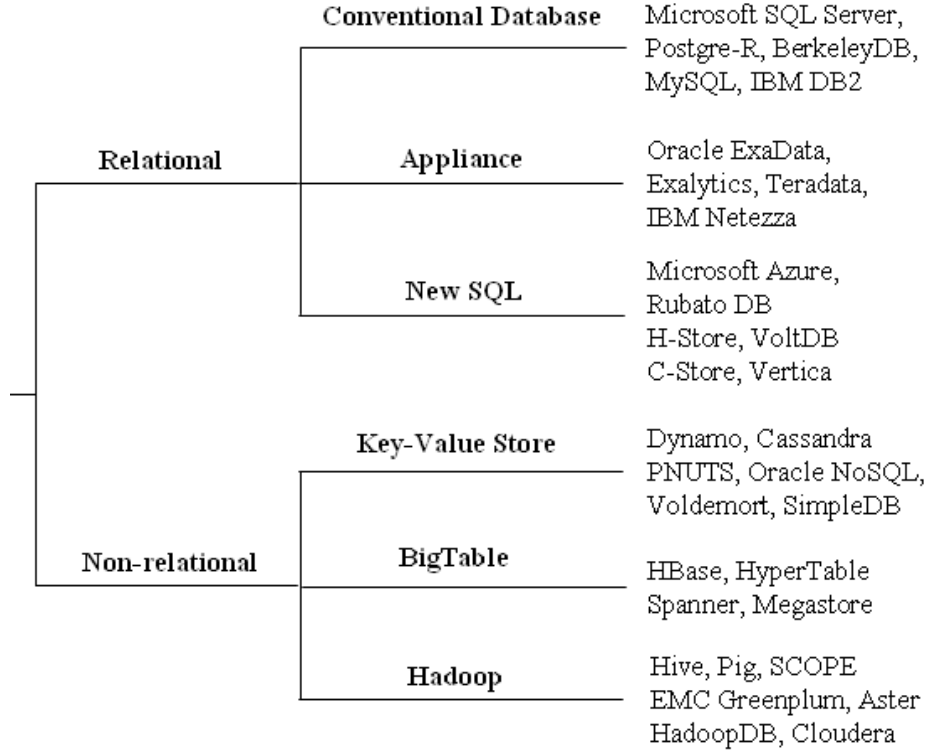 Conventional Database
Microsoft SQL Server,
Postgre-R, BerkeleyDB,
MySQL, IBM DB2
Relational
Appliance
Oracle ExaData,
Exalytics, Teradata,
IBM Netezza
New SQL
Microsoft Azure,
Rubato DB
H-Store, VoltDB
C-Store, Vertica
Key-Value Store
Dynamo, Cassandra
PNUTS, Oracle NoSQL,
Voldemort, SimpleDB
Non-relational
BigTable
HBase, HyperTable
Spanner, Megastore
Hadoop
Hive, Pig, SCOPE
EMC Greenplum, Aster
HadoopDB, Cloudera